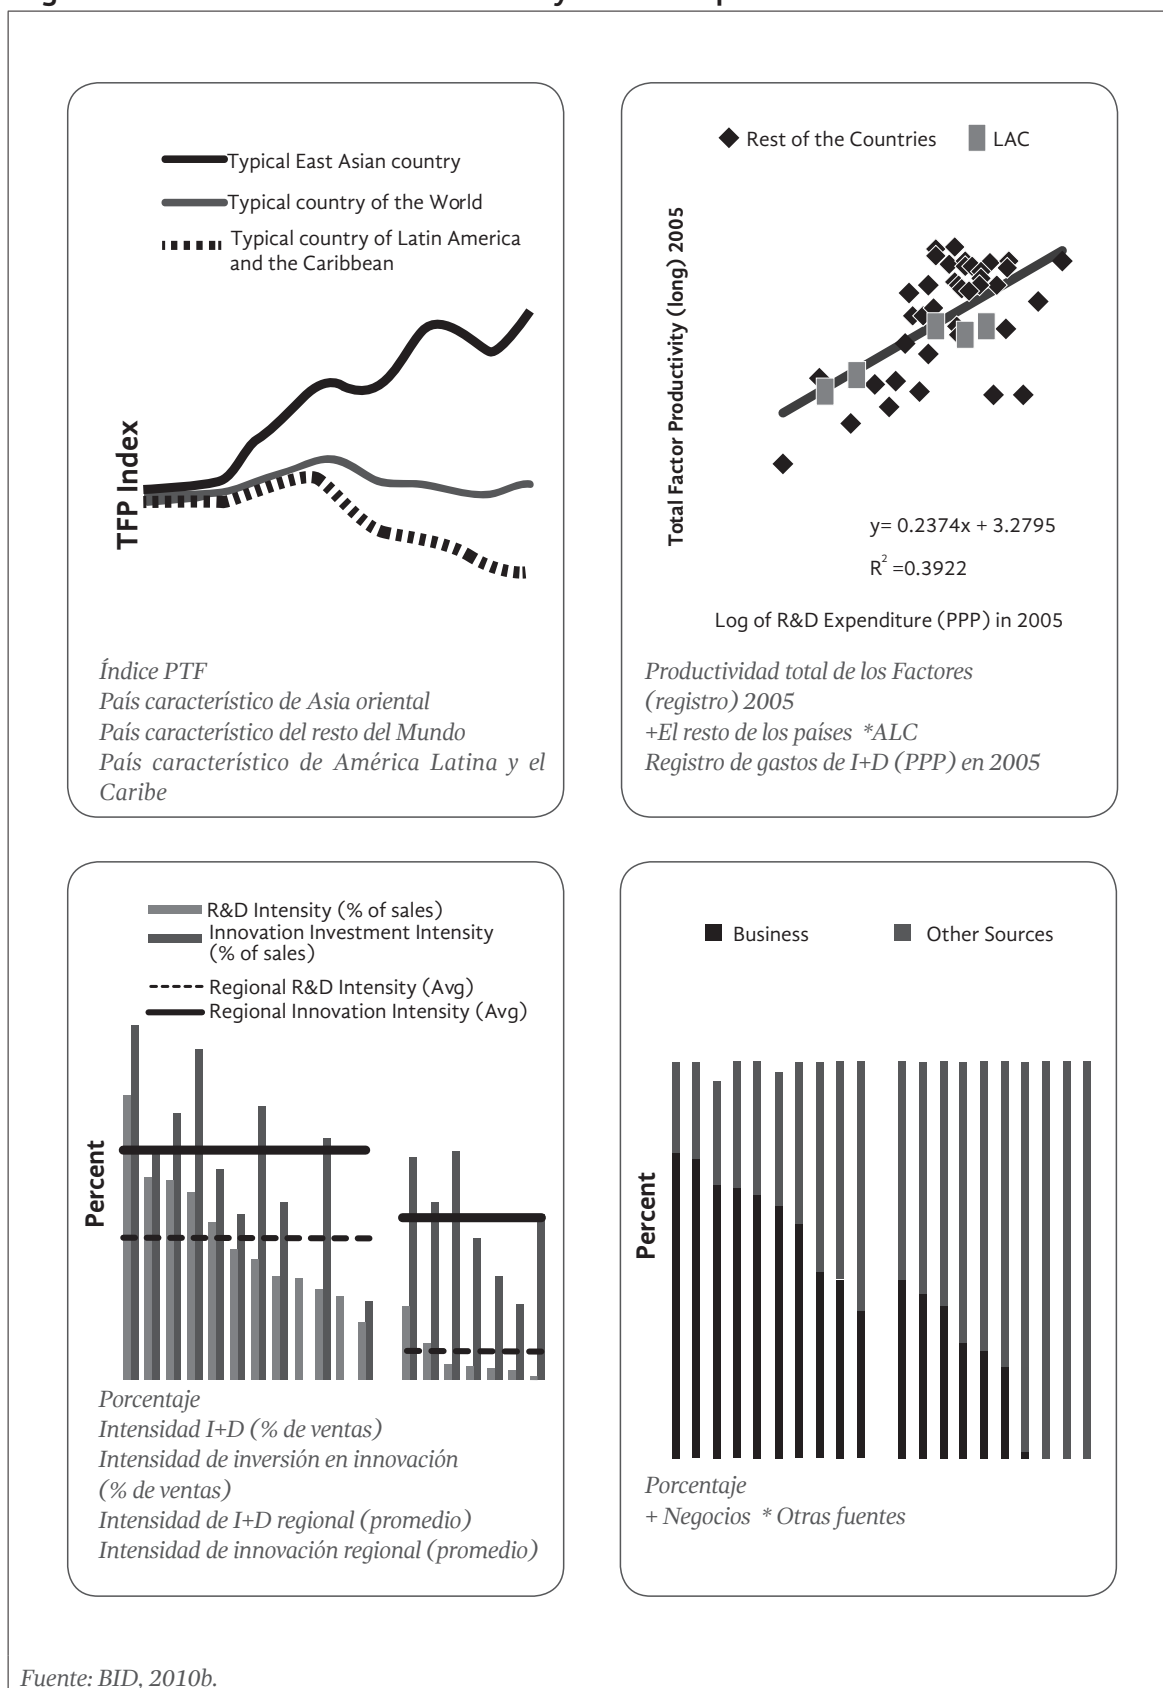 Typical East Asian country
Typical country of the World
Typical country of Latin America
and the Caribbean
TFP Index
Índice PTF
País característico de Asia oriental
País característico del resto del Mundo
País característico de América Latina y el
Caribe
Rest of the Countries
LAC
Total Factor Productivity (long) 2005
y= 0.2374x + 3.2795
R² =0.3922
Log of R&D Expenditure (PPP) in 2005
Productividad total de los Factores
(registro) 2005
+El resto de los países *ALC
Registro de gastos de I+D (PPP) en 2005
R&D Intensity (% of sales)
Innovation Investment Intensity
(% of sales)
Regional R&D Intensity (Avg)
Regional Innovation Intensity (Avg)
Percent
Porcentaje
Intensidad I+D (% de ventas)
Intensidad de inversión en innovación
(% de ventas)
Intensidad de I+D regional (promedio)
Intensidad de innovación regional (promedio)
Business
Other Sources
Percent
Porcentaje
+ Negocios * Otras fuentes
Fuente: BID, 2010b.